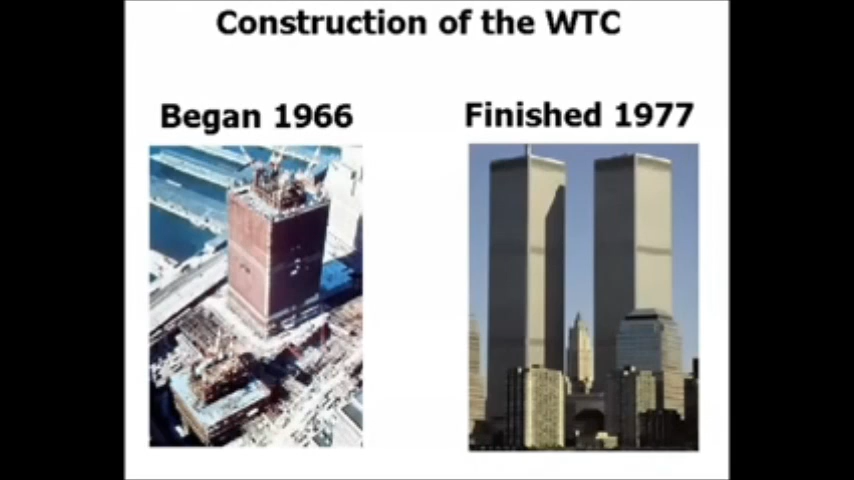 Construction of the WTC
Began 1966
Finished 1977